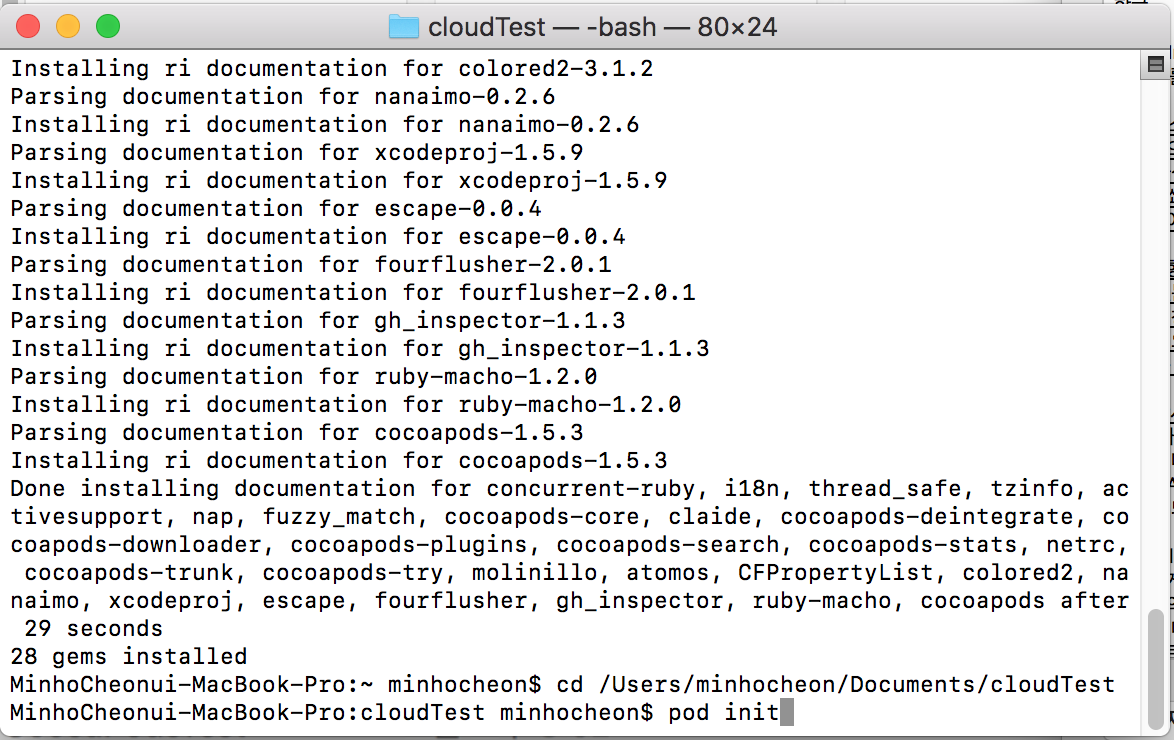 cloudTest — -bash — 80×24
Installing ri documentation for colored2-3.1.2
Parsing documentation for nanaimo-0.2.6
Installing ri documentation for nanaimo-0.2.6
Parsing documentation for xcodeproj-1.5.9
Installing ri documentation for xcodeproj-1.5.9
Parsing documentation for escape-0.0.4
Installing ri documentation for escape-0.0.4
Parsing documentation for fourflusher-2.0.1
Installing ri documentation for fourflusher-2.0.1
Parsing documentation for gh_inspector-1.1.3
Installing ri documentation for gh_inspector-1.1.3
Parsing documentation for ruby-macho-1.2.0
Installing ri documentation for ruby-macho-1.2.0
Parsing documentation for cocoapods-1.5.3
Installing ri documentation for cocoapods-1.5.3
Done installing documentation for concurrent-ruby, i18n, thread_safe, tzinfo, ac
tivesupport, nap, fuzzy_match, cocoapods-core, claide, cocoapods-deintegrate, co
coapods-downloader, cocoapods-plugins, cocoapods-search, cocoapods-stats, netrc,
 cocoapods-trunk, cocoapods-try, molinillo, atomos, CFPropertyList, colored2, na
naimo, xcodeproj, escape, fourflusher, gh_inspector, ruby-macho, cocoapods after
 29 seconds
28 gems installed
MinhoCheonui-MacBook-Pro:~ minhocheon$ cd /Users/minhocheon/Documents/cloudTest
MinhoCheonui-MacBook-Pro:cloudTest minhocheon$ pod init